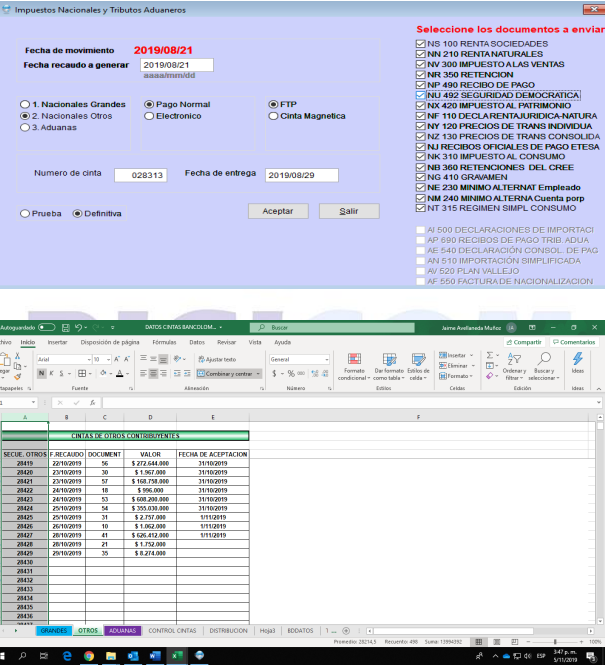 Impuestos Nacionales y Tributos Aduaneros
Seleccione los documentos a enviar
Fecha de movimiento 2019/08/21
Fecha recaudo a generar 2019/08/21
aaaa/mm/dd
1. Nacionales Grandes
2. Nacionales Otros
3. Aduanas
Pago Normal
Electronico
FTP
Cinta Magnetica
Numero de cinta 028313 Fecha de entrega 2019/08/29
Prueba Definitiva Aceptar Salir
NS 100 RENTA SOCIEDADES
NN 210 RENTA NATURALES
NV 300 IMPUESTO A LAS VENTAS
NR 350 RETENCION
NP 490 RECIBO DE PAGO
NU 492 SEGURIDAD DEMOCRATICA
NX 420 IMPUESTO AL PATRIMONIO
NF 110 DECLARENTAJURIDICA-NATURA
NY 120 PRECIOS DE TRANS INDIVIDUA
NZ 130 PRECIOS DE TRANS CONSOLIDA
NJ RECIBOS OFICIALES DE PAGO ETESA
NK 310 IMPUESTO AL CONSUMO
NB 360 RETENCIONES DEL CREE
NG 410 GRAVAMEN
NE 230 MINIMO ALTERNAT Empleado
NM 240 MINIMO ALTERNA Cuenta porp
NT 315 REGIMEN SIMPL CONSUMO
AI 500 DECLARACIONES DE IMPORTACI
AP 690 RECIBOS DE PAGO TRIB. ADUA
AE 540 DECLARACIÓN CONSOL. DE PAG
AN 510 IMPORTACIÓN SIMPLIFICADA
AV 520 PLAN VALLEJO
AF 550 FACTURA DE NACIONALIZACION
Autoguardado DATOS CINTAS BANCOLOM... Buscar Jaime Avellaneda Muñoz JA
chivo Inicio Insertar Disposición de página Fórmulas Datos Revisar Vista Ayuda Compartir Comentarios
Arial 10 Ajustar texto General Insertar
N K S Combinar y centrar $ % 000 Eliminar
Formato
Formato condicional Dar formato como tabla Estilos de celda Ordenar y filtrar Buscar y seleccionar Ideas
Fuente Alineación Número Estilos Celdas Edición Ideas
A B C D E F
CINTAS DE OTROS CONTRIBUYENTES
SECUE. OTROS F.RECAUDO DOCUMENT VALOR FECHA DE ACEPTACION
28419 22/10/2019 56 $ 272.644.000 31/10/2019
28420 23/10/2019 30 $ 1.967.000 31/10/2019
28421 23/10/2019 57 $ 168.758.000 31/10/2019
28422 24/10/2019 18 $ 996.000 31/10/2019
28423 24/10/2019 53 $ 608.200.000 31/10/2019
28424 25/10/2019 54 $ 355.030.000 31/10/2019
28425 25/10/2019 31 $ 2.757.000 1/11/2019
28426 26/10/2019 10 $ 1.062.000 1/11/2019
28427 28/10/2019 41 $ 626.412.000 1/11/2019
28428 28/10/2019 21 $ 1.752.000
28429 29/10/2019 35 $ 8.274.000
28430
28431
28432
28433
28434
28435
28436
GRANDES OTROS ADUANAS CONTROL CINTAS DISTRIBUCION Hoja3 BDDATOS 1 ...
Promedio: 28214,5 Recuento: 498 Suma: 13994392 100%
ESP 3:47 p. m.
5/11/2019